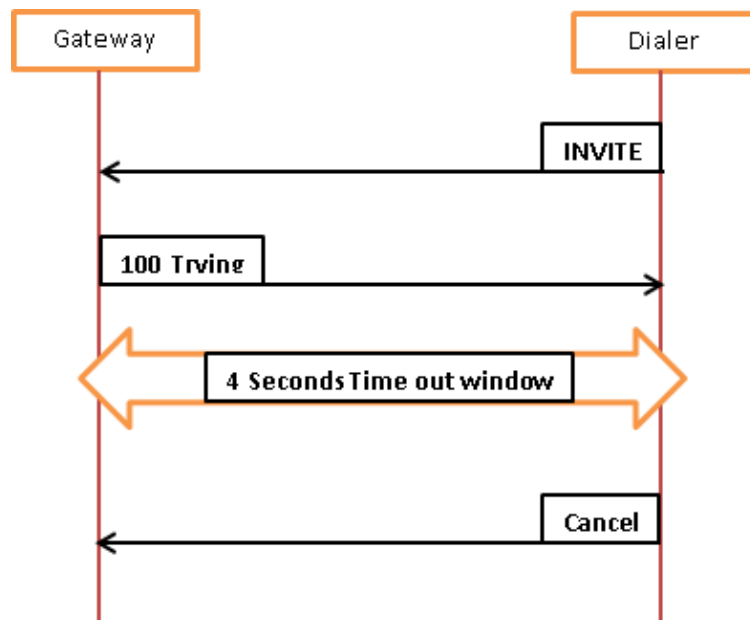 Gateway
Dialer
INVITE
100 Trying
4 Seconds Time out window
Cancel